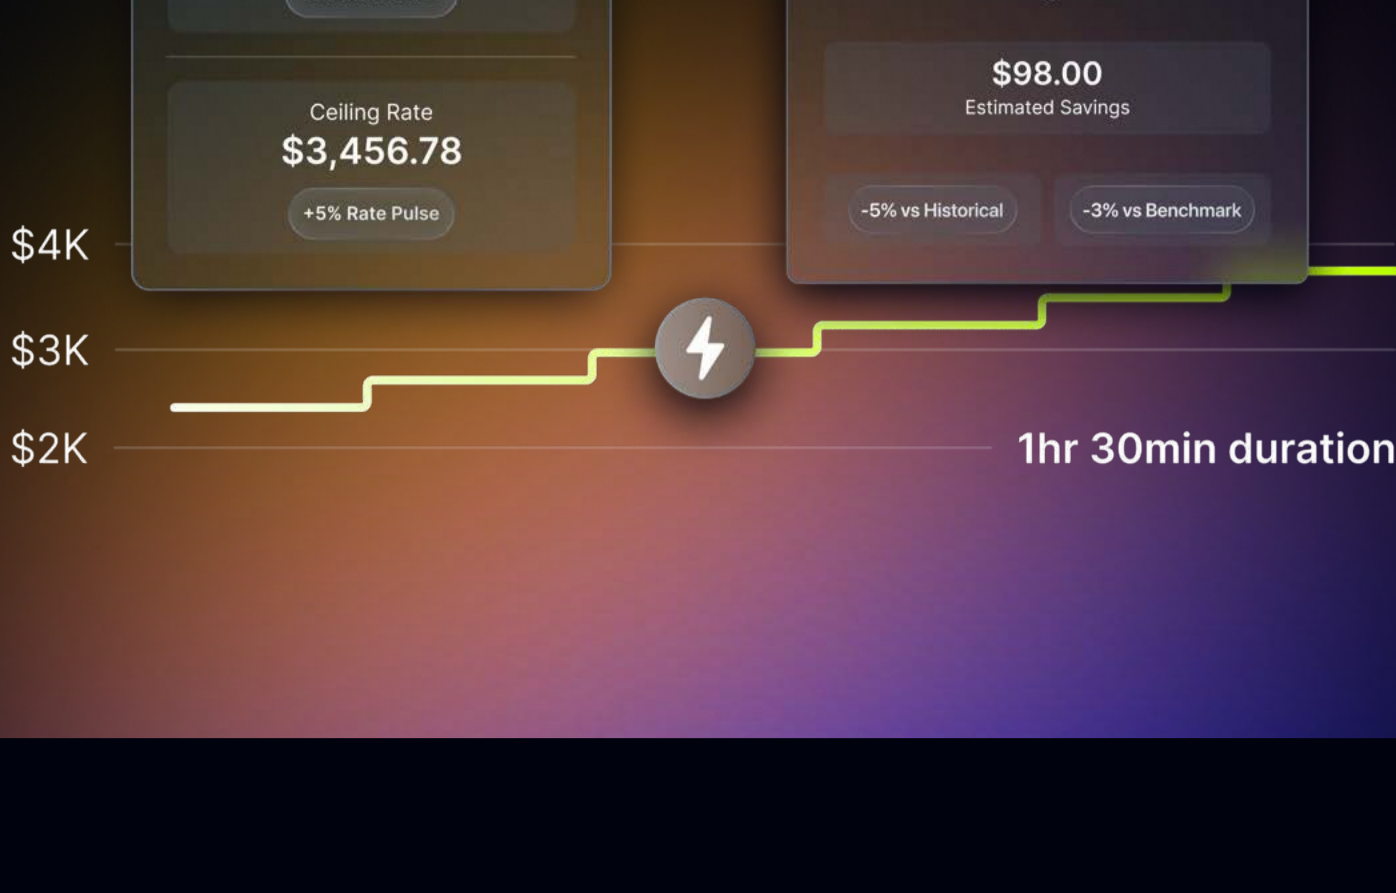 Ceiling Rate
$3,456.78
+5% Rate Pulse
$98.00
Estimated Savings
-5% vs Historical
-3% vs Benchmark
$4K
$3K
$2K
1hr 30min duration